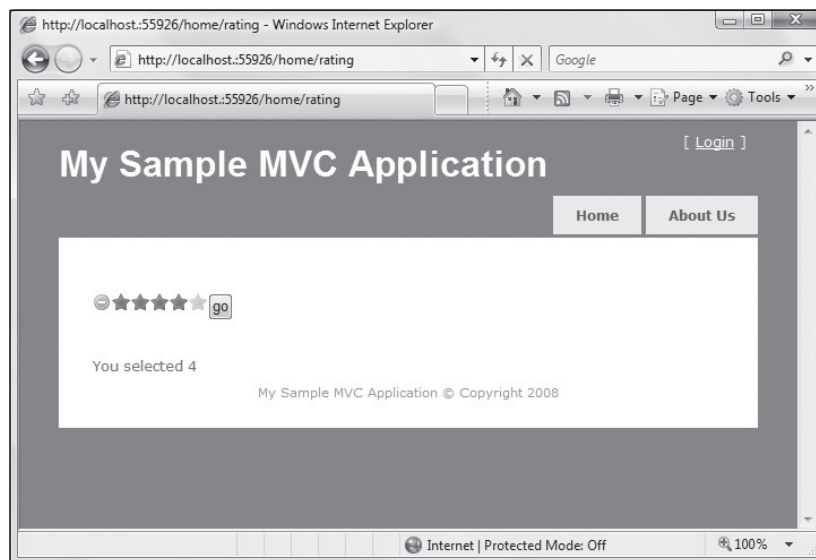 http://localhost.:55926/home/rating - Windows Internet Explorer
http://localhost.:55926/home/rating
Google
http://localhost.:55926/home/rating
Page
Tools
[ Login ]
My Sample MVC Application
Home
About Us
go
You selected 4
My Sample MVC Application © Copyright 2008
Internet | Protected Mode: Off
100%